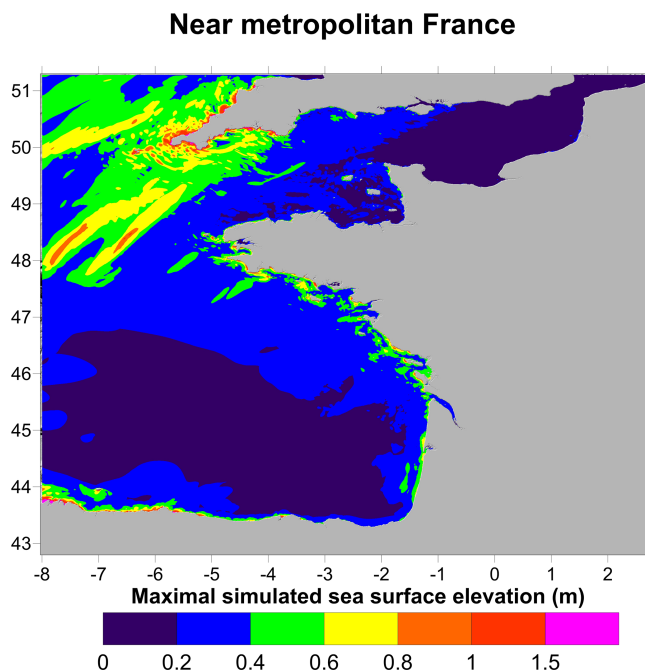 Near metropolitan France
51
50
49
48
47
46
45
44
43
-8 -7 -6 -5 -4 -3 -2 -1 0 1 2
Maximal simulated sea surface elevation (m)
0 0.2 0.4 0.6 0.8 1 1.5